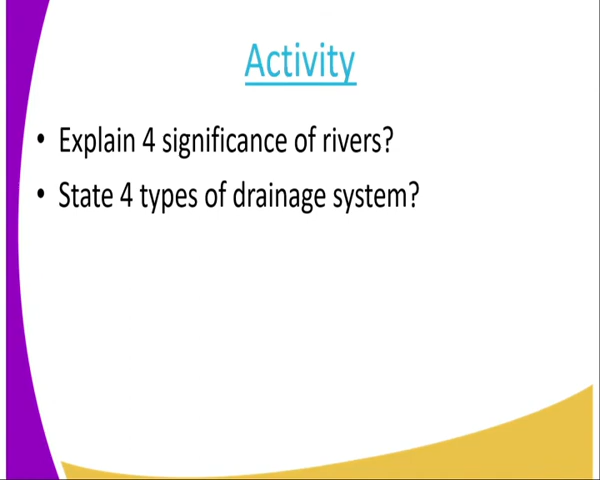 Activity
• Explain 4 significance of rivers?
• State 4 types of drainage system?